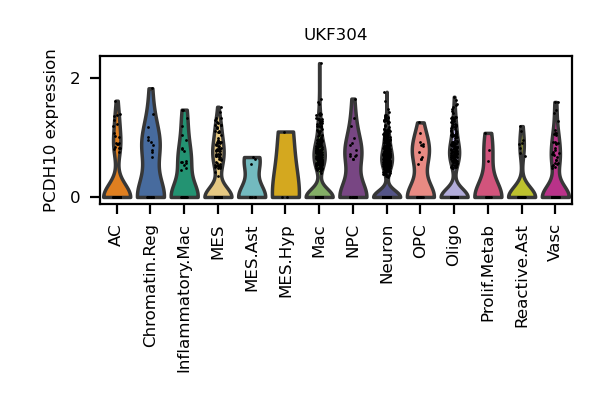 UKF304
PCDH10 expression
2
0
AC
Chromatin.Reg
Inflammatory.Mac
MES
MES.Ast
MES.Hyp
Mac
NPC
Neuron
OPC
Oligo
Prolif.Metab
Reactive.Ast
Vasc